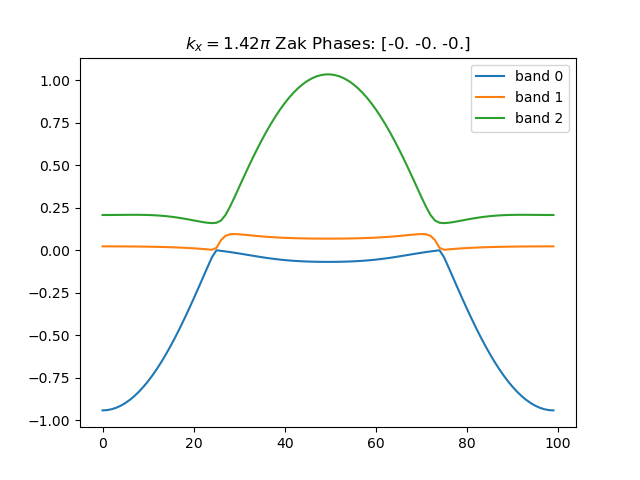 $k_x = 1.42\pi$ Zak Phases: [-0. -0. -0.]
band 0
band 1
band 2
1.00
0.75
0.50
0.25
0.00
−0.25
−0.50
−0.75
−1.00
0 20 40 60 80 100